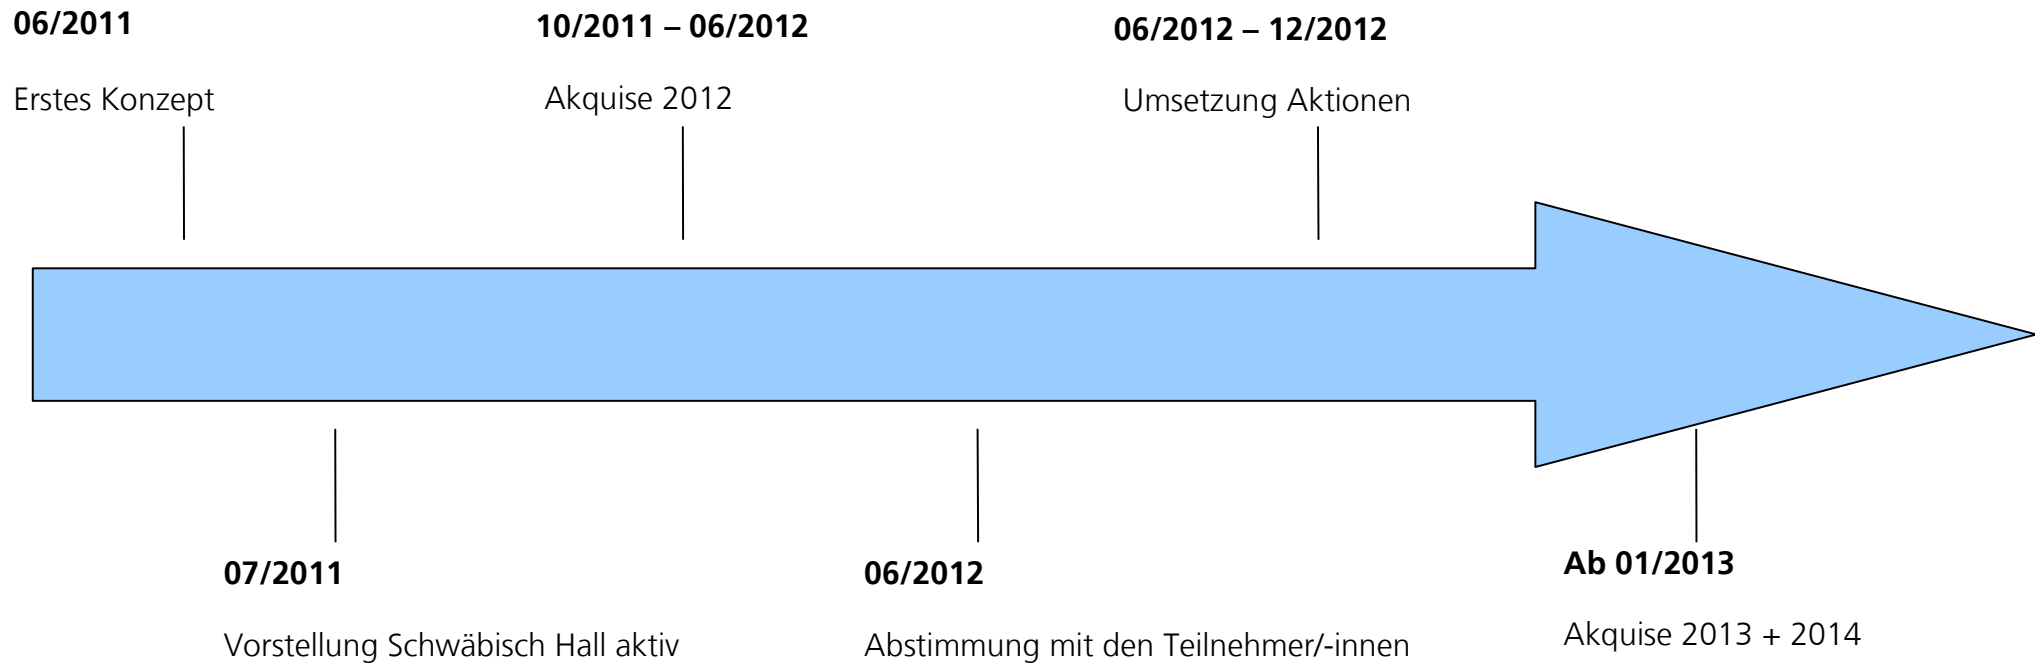 06/2011
Erstes Konzept
10/2011 – 06/2012
Akquise 2012
06/2012 – 12/2012
Umsetzung Aktionen
07/2011
Vorstellung Schwäbisch Hall aktiv
06/2012
Abstimmung mit den Teilnehmer/-innen
Ab 01/2013
Akquise 2013 + 2014